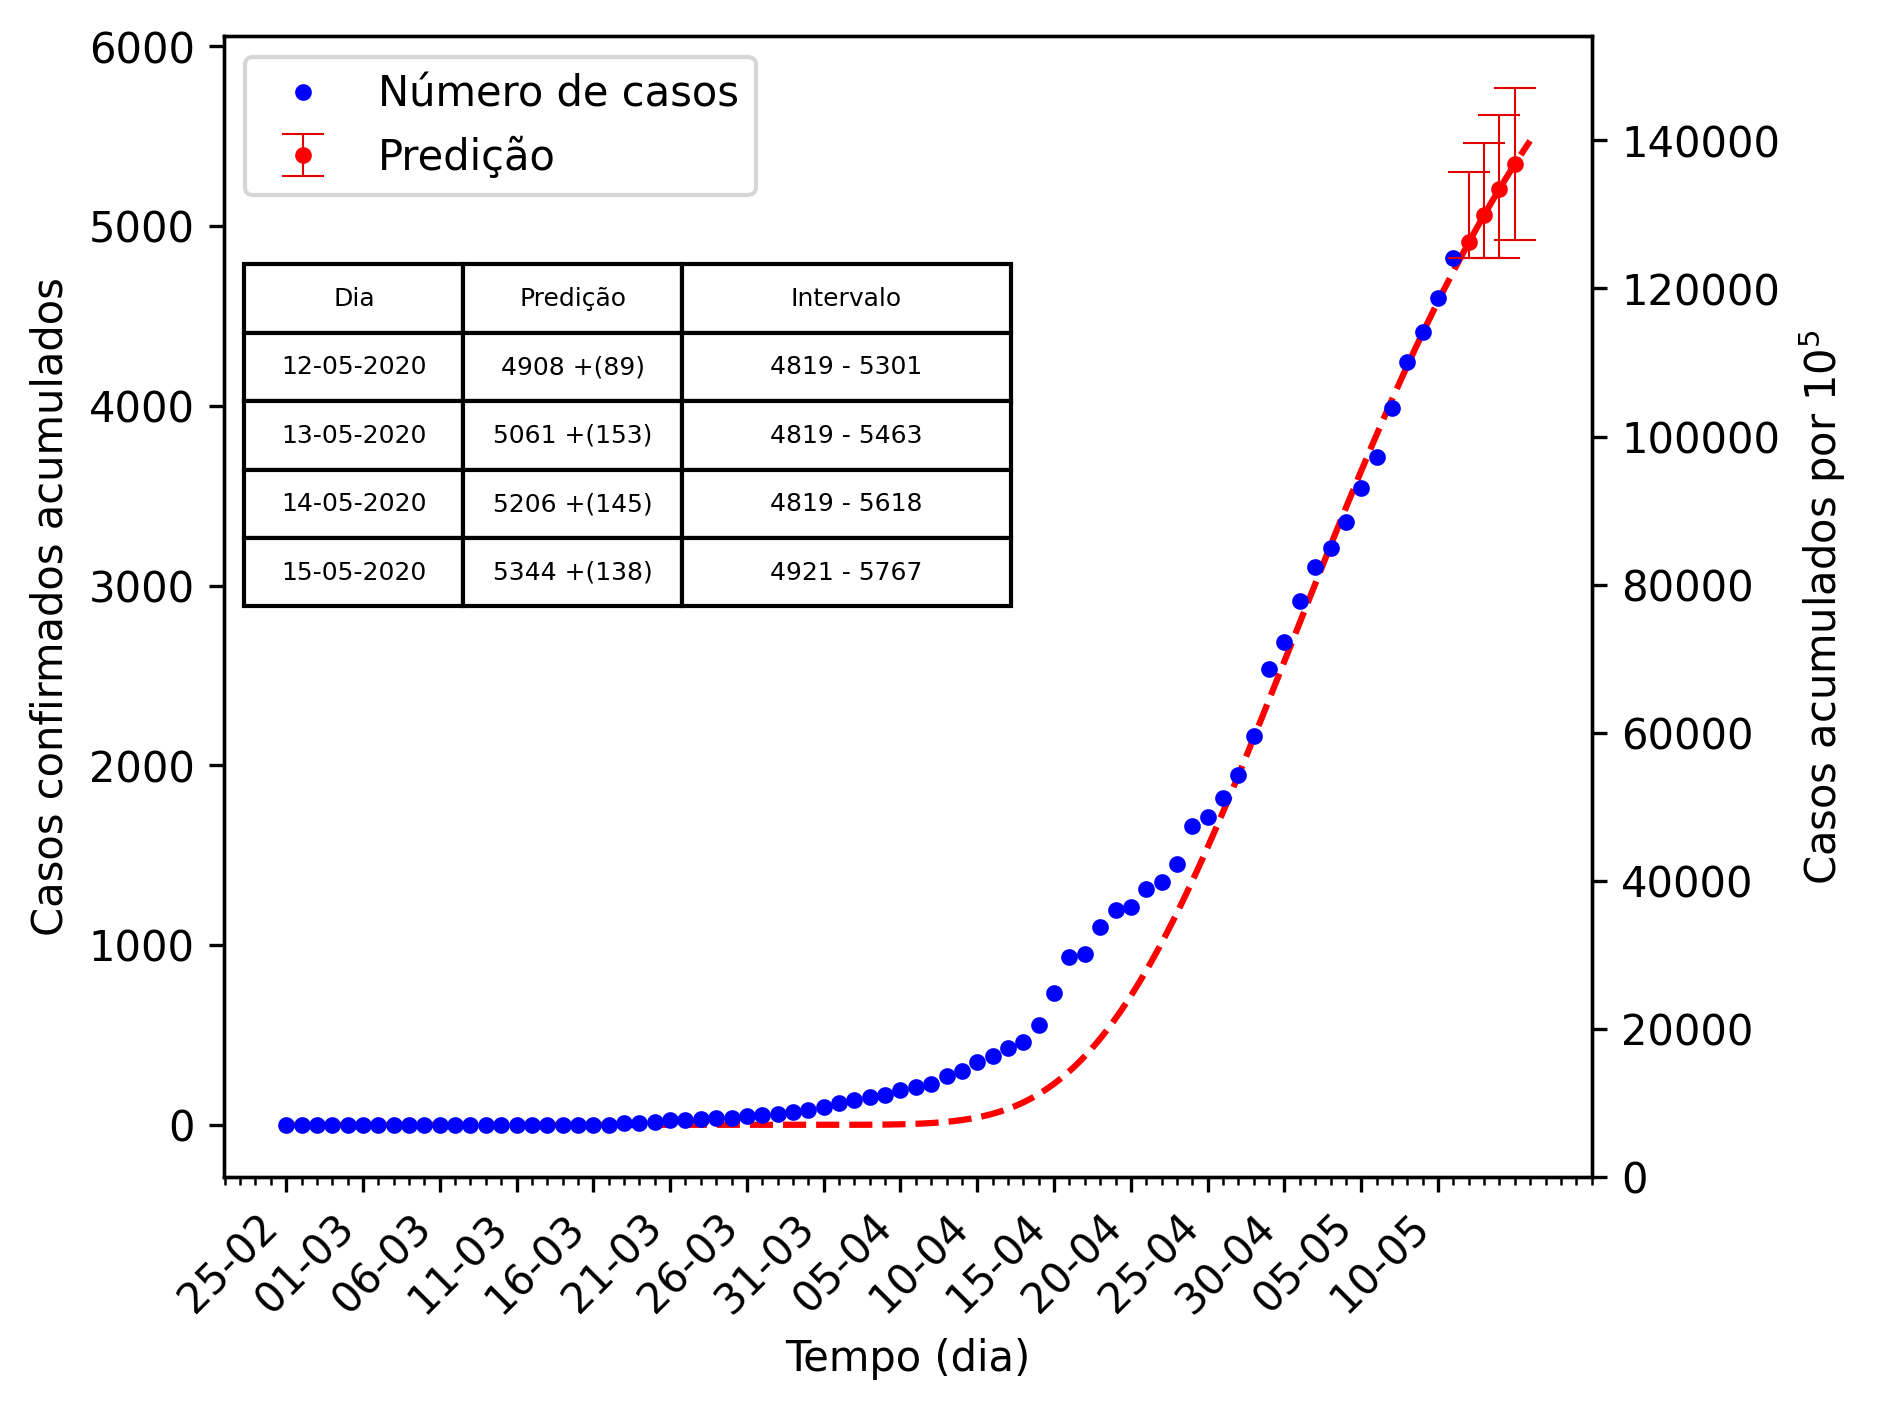 6000
5000
4000
3000
2000
1000
0
Casos confirmados acumulados
Número de casos
Predição
Dia Predição Intervalo
12-05-2020 4908 +(89) 4819 - 5301
13-05-2020 5061 +(153) 4819 - 5463
14-05-2020 5206 +(145) 4819 - 5618
15-05-2020 5344 +(138) 4921 - 5767
140000
120000
100000
80000
60000
40000
20000
0
Casos acumulados por 10⁵
25-02 01-03 06-03 11-03 16-03 21-03 26-03 31-03 05-04 10-04 15-04 20-04 25-04 30-04 05-05 10-05
Tempo (dia)